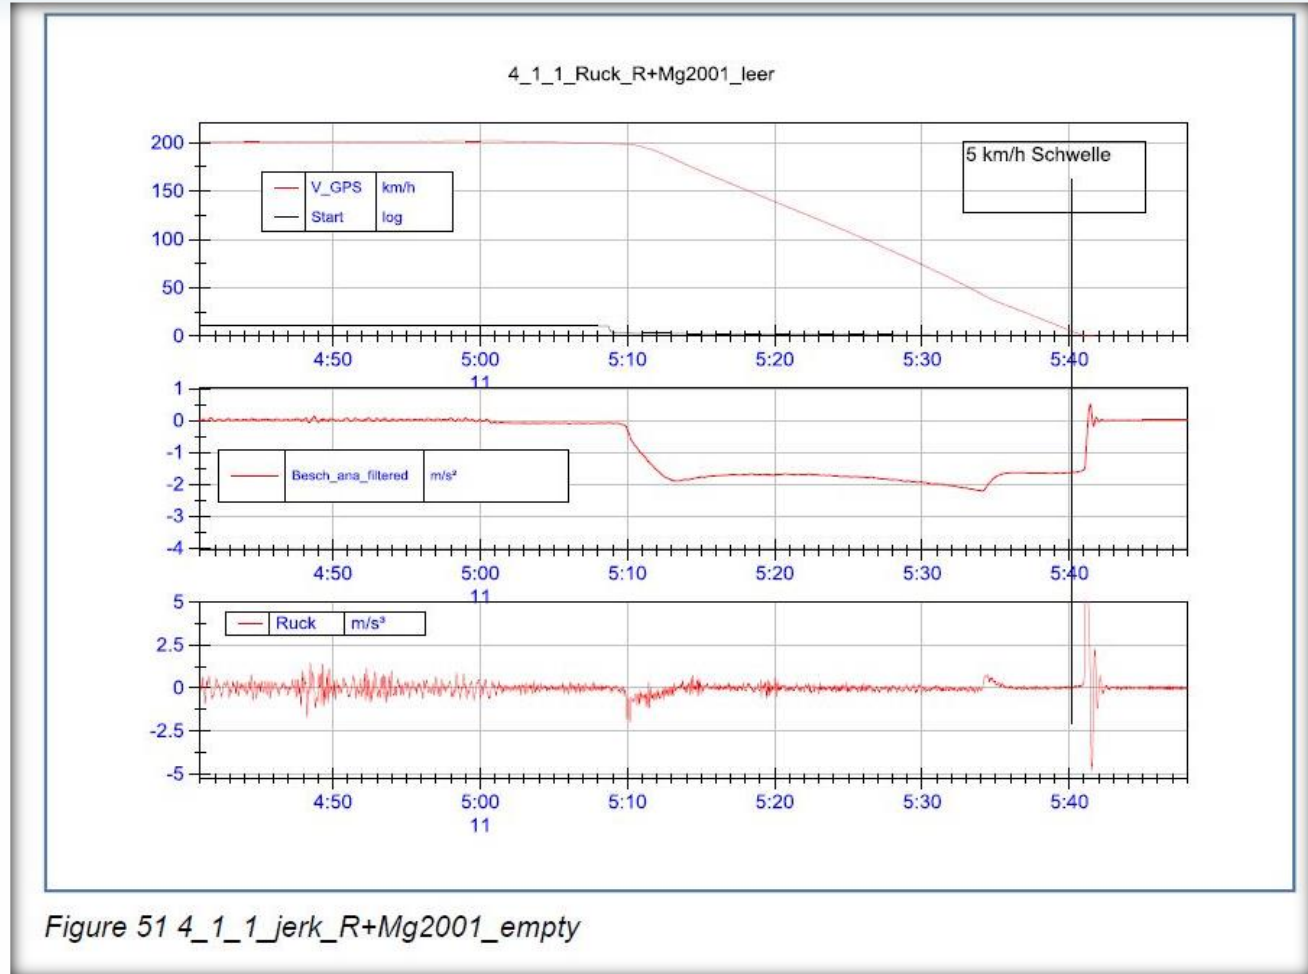 4_1_1_Ruck_R+Mg2001_leer
200
150
100
50
0
V_GPS km/h
Start log
5 km/h Schwelle
4:50 5:00 5:10 5:20 5:30 5:40
11
1
0
-1
-2
-3
-4
Besch_ana_filtered m/s²
4:50 5:00 5:10 5:20 5:30 5:40
11
5
2.5
0
-2.5
-5
Ruck m/s³
4:50 5:00 5:10 5:20 5:30 5:40
11
Figure 51 4_1_1_jerk_R+Mg2001_empty